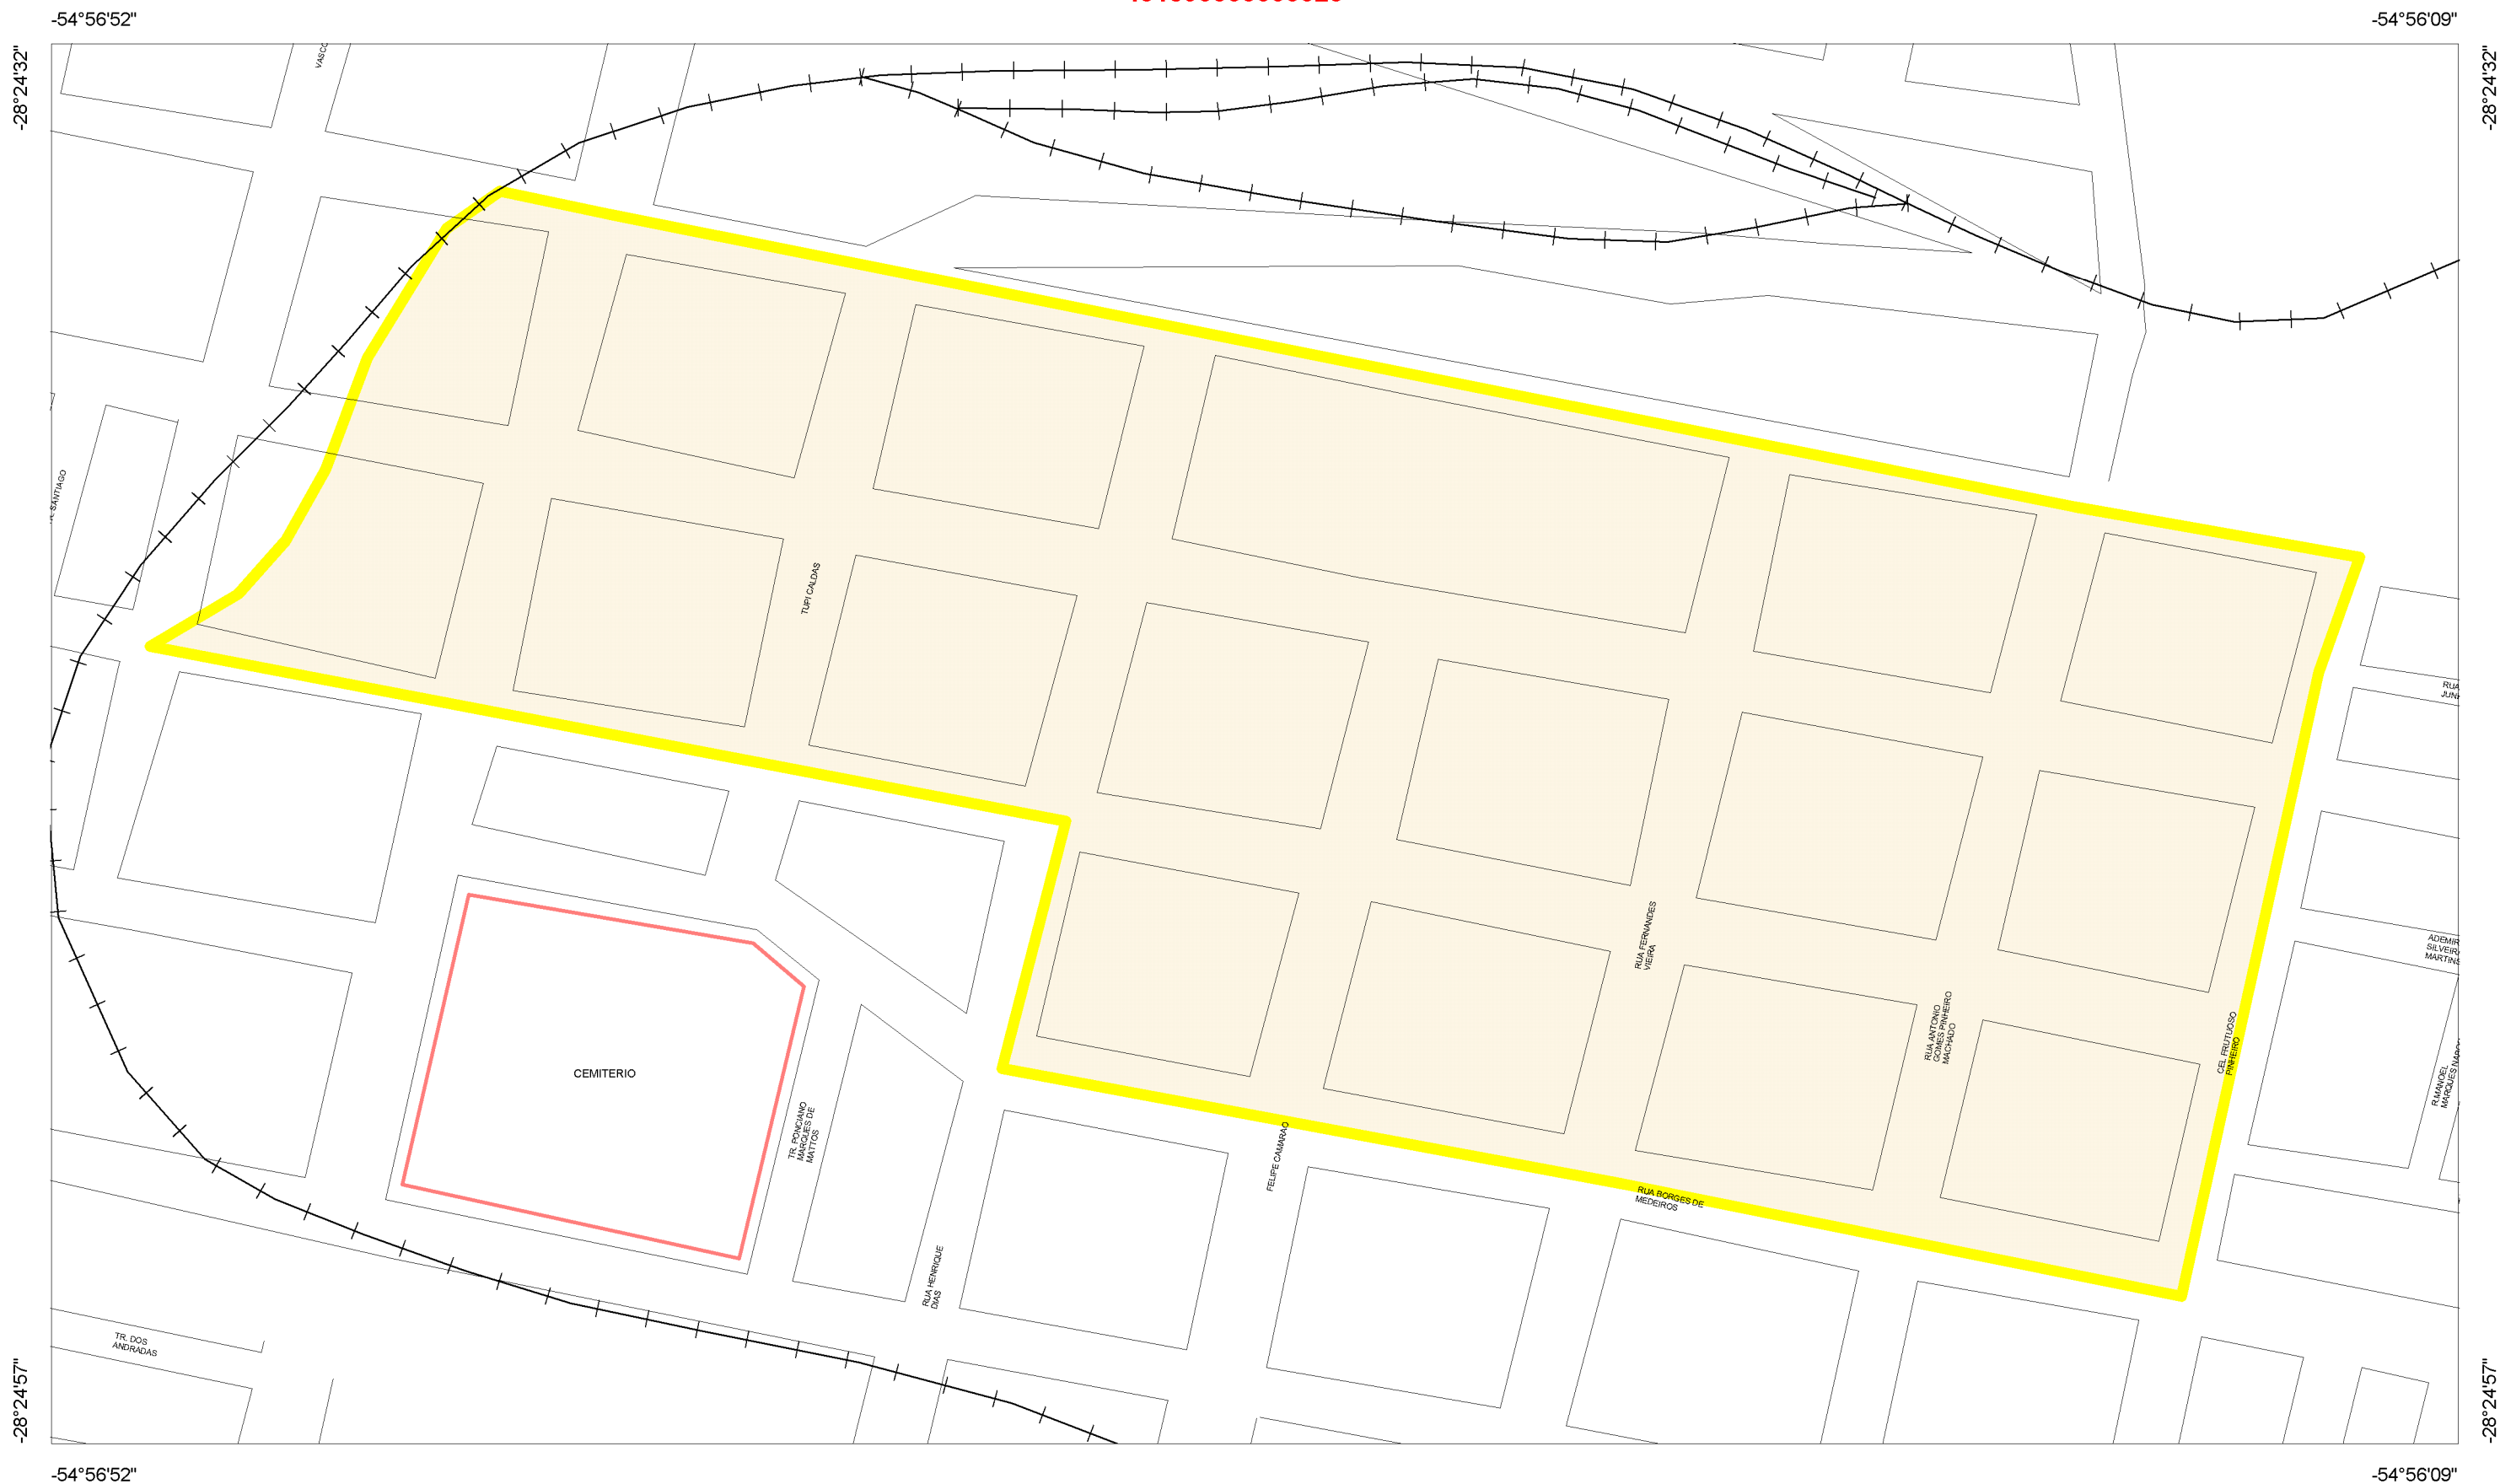 -54°56'52"
-54°56'09"
-28°24'32"
-28°24'32"
VASCO
TR. SANTIAGO
TUPI CALDAS
RUA
ADEMIR
SILVEIRA
MARTINS
RUA FERNANDES
VIEIRA
RUA ANTONIO
GOMES PINHEIRO
MACHADO
CEL FRUTUOSO
PINHEIRO
R.MANOEL
CEMITERIO
TR. PONCIANO
MARQUES DE
MATTOS
FELIPE CAMARAO
RUA BORGES DE
MEDEIROS
RUA HENRIQUE
DIAS
TR. DOS
ANDRADAS
-28°24'57"
-28°24'57"
-54°56'52"
-54°56'09"